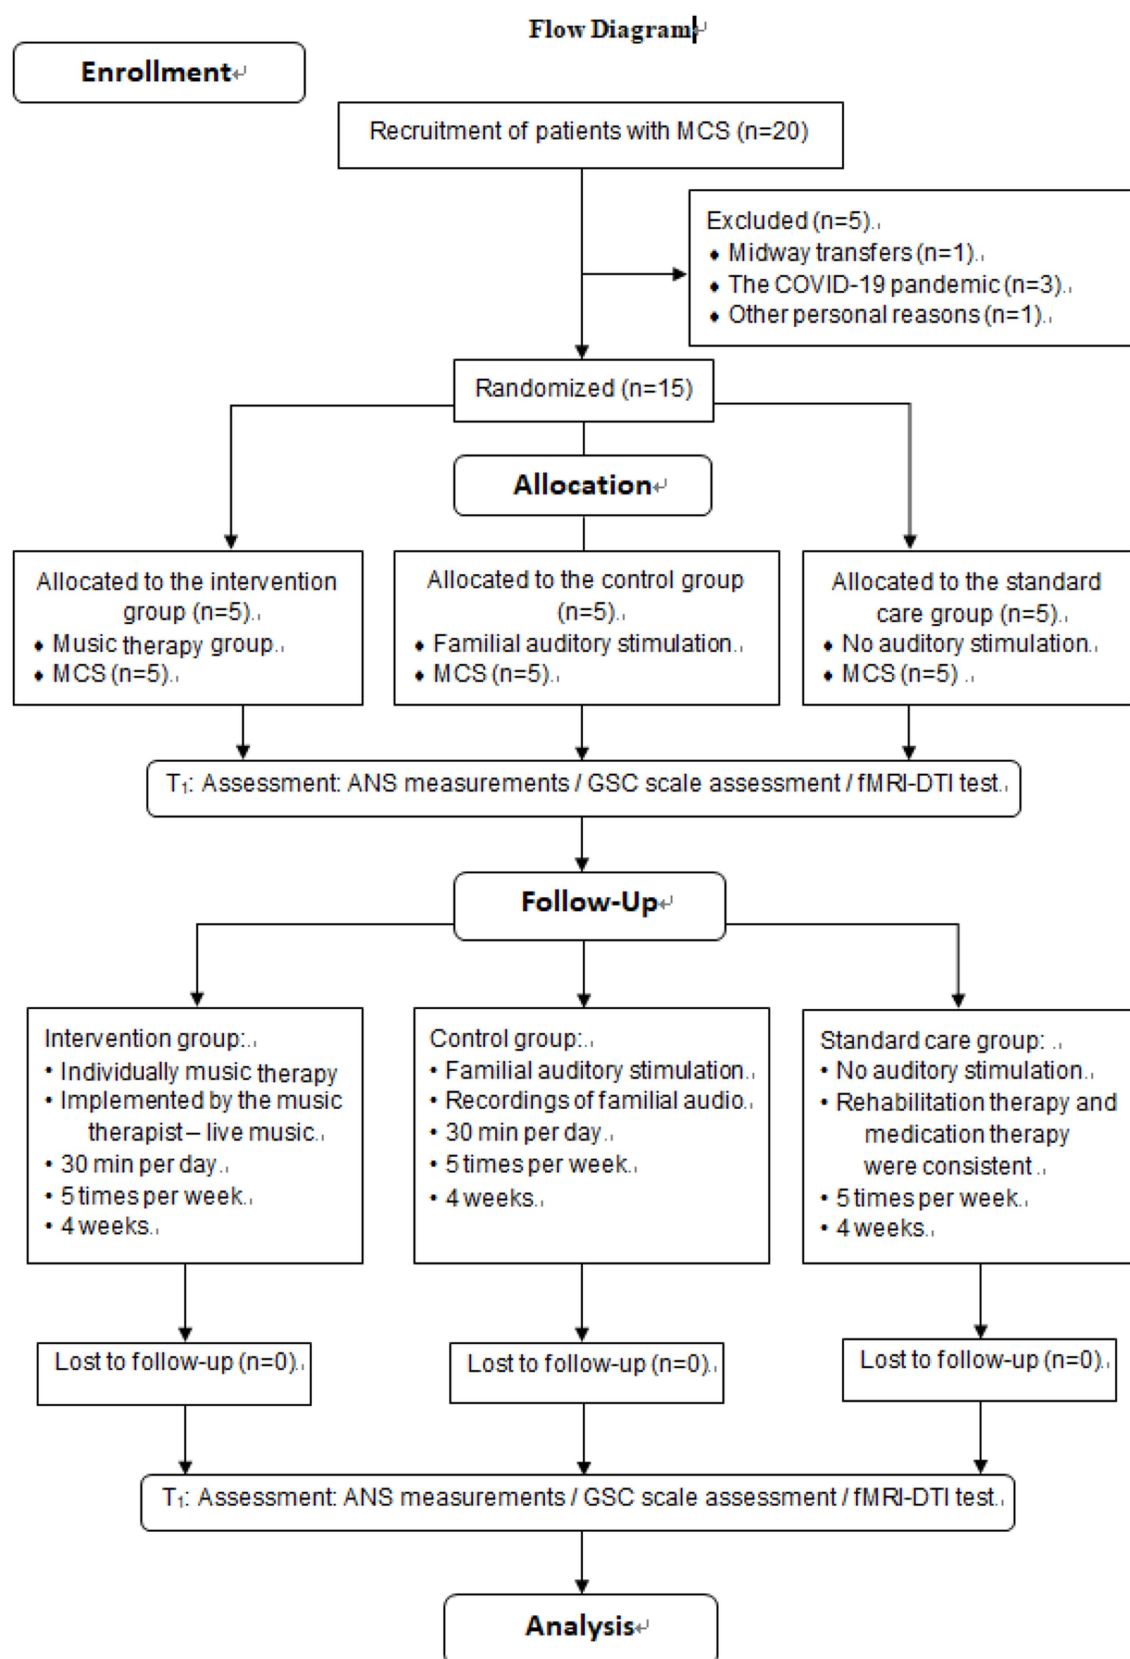 Flow Diagram
Enrollment
Recruitment of patients with MCS (n=20)
Excluded (n=5).
♦ Midway transfers (n=1).
♦ The COVID-19 pandemic (n=3).
♦ Other personal reasons (n=1).
Randomized (n=15)
Allocation
Allocated to the intervention
group (n=5).
♦ Music therapy group.
♦ MCS (n=5).
Allocated to the control group
(n=5).
♦ Familial auditory stimulation.
♦ MCS (n=5).
Allocated to the standard
care group (n=5).
♦ No auditory stimulation.
♦ MCS (n=5) .
T₁: Assessment: ANS measurements / GSC scale assessment / fMRI-DTI test.
Follow-Up
Intervention group:.
• Individually music therapy
• Implemented by the music
therapist – live music.
• 30 min per day.
• 5 times per week.
• 4 weeks.
Control group:.
• Familial auditory stimulation.
• Recordings of familial audio.
• 30 min per day.
• 5 times per week.
• 4 weeks.
Standard care group: .
• No auditory stimulation.
• Rehabilitation therapy and
medication therapy
were consistent .
• 5 times per week.
• 4 weeks.
Lost to follow-up (n=0).
Lost to follow-up (n=0).
Lost to follow-up (n=0).
T₁: Assessment: ANS measurements / GSC scale assessment / fMRI-DTI test.
Analysis